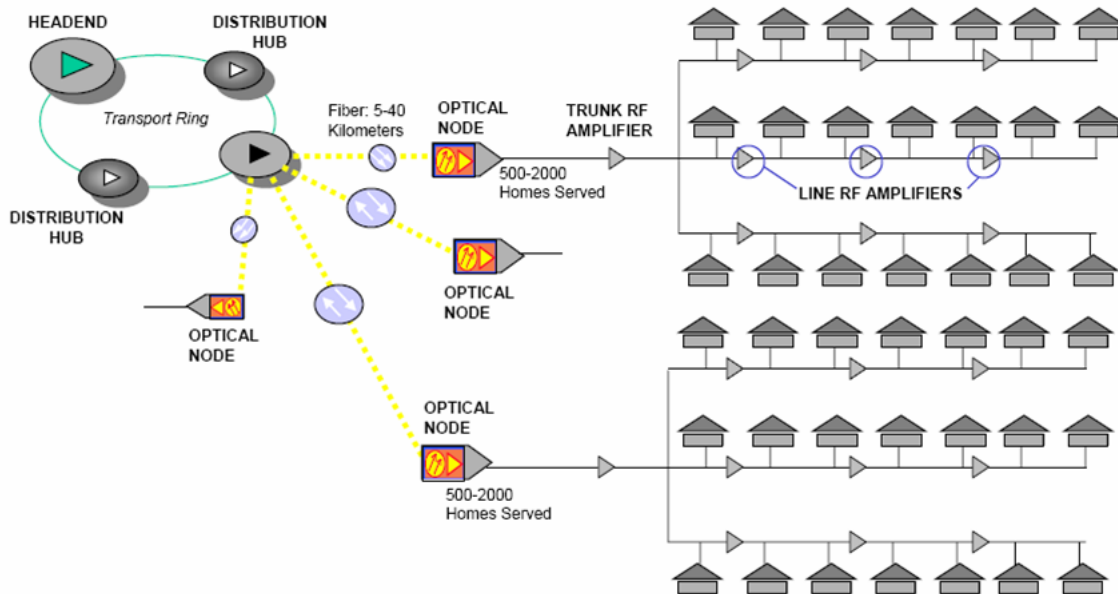 HEADEND
DISTRIBUTION
HUB
Transport Ring
DISTRIBUTION
HUB
Fiber: 5-40
Kilometers
OPTICAL
NODE
500-2000
Homes Served
TRUNK RF
AMPLIFIER
LINE RF AMPLIFIERS
OPTICAL
NODE
OPTICAL
NODE
OPTICAL
NODE
500-2000
Homes Served